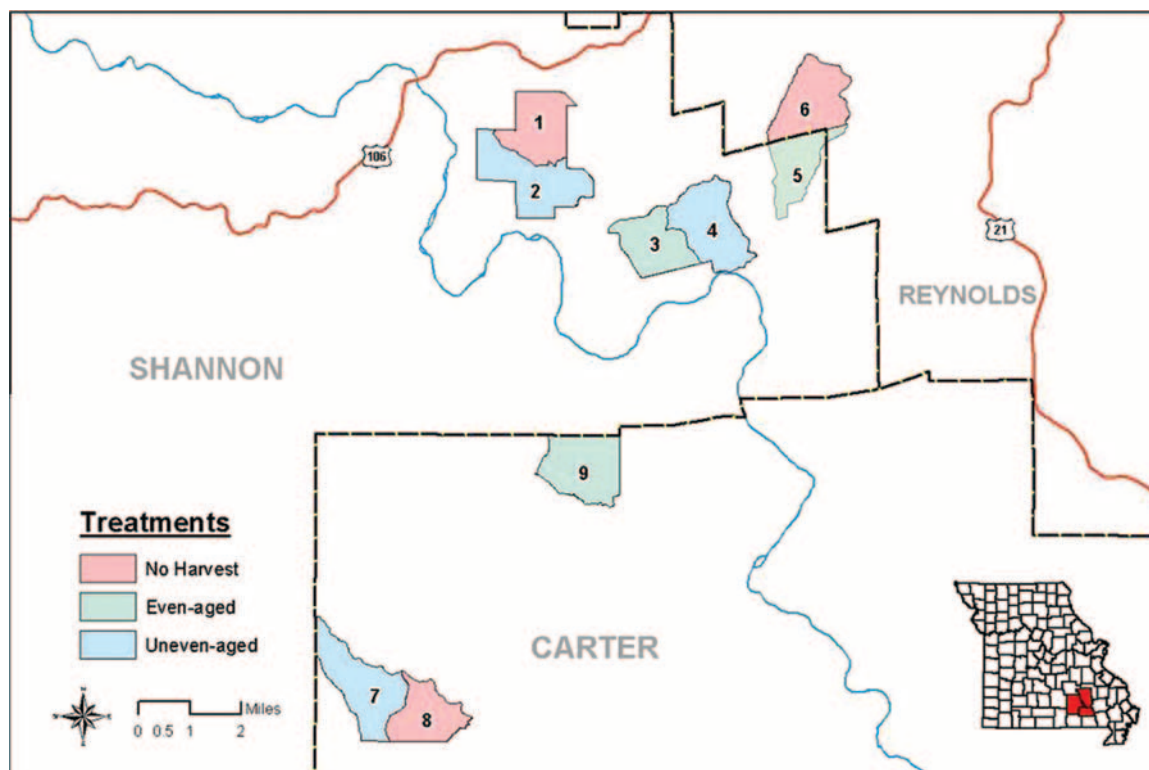 1
6
106
2
5
3
4
21
REYNOLDS
SHANNON
9
Treatments
No Harvest
Even-aged
Uneven-aged
CARTER
7
8
N
Miles
0 0.5 1 2